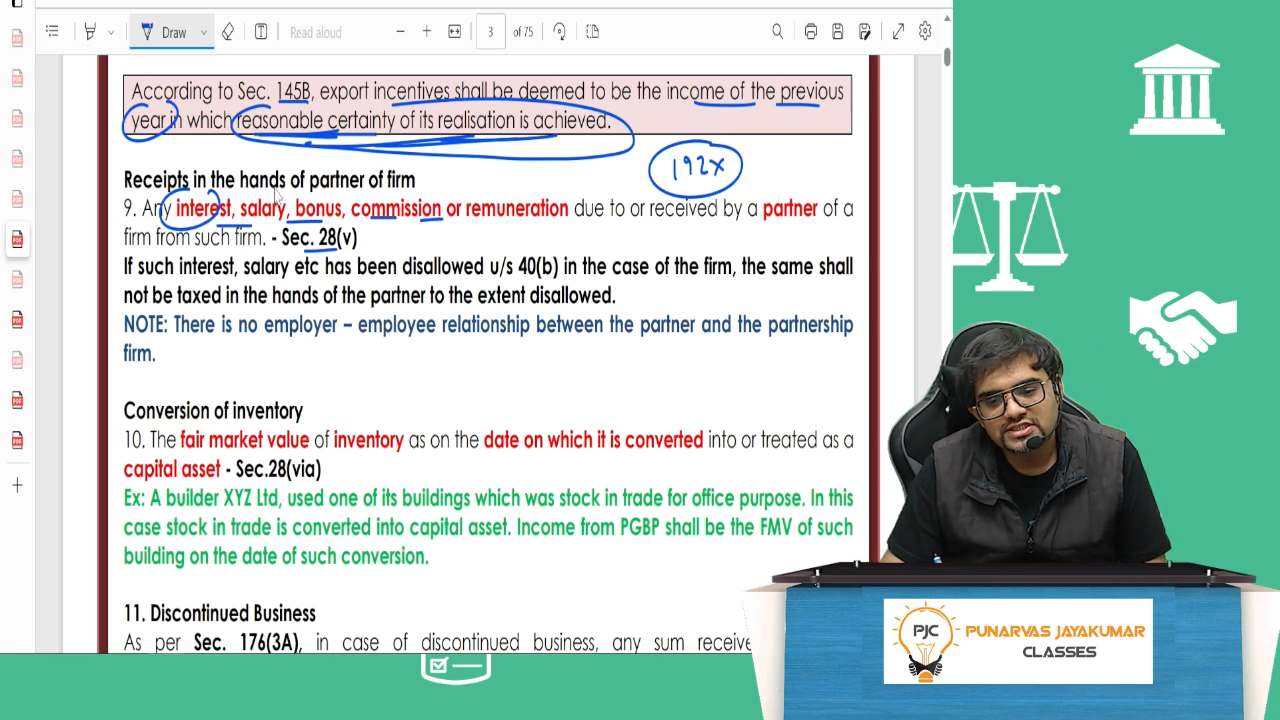 Draw
Read aloud
3
of 75
According to Sec. 145B, export incentives shall be deemed to be the income of the previous
year in which reasonable certainty of its realisation is achieved.
192x
Receipts in the hands of partner of firm
9. Any interest, salary, bonus, commission or remuneration due to or received by a partner of a
firm from such firm. - Sec. 28(v)
If such interest, salary etc has been disallowed u/s 40(b) in the case of the firm, the same shall
not be taxed in the hands of the partner to the extent disallowed.
NOTE: There is no employer – employee relationship between the partner and the partnership
firm.
Conversion of inventory
10. The fair market value of inventory as on the date on which it is converted into or treated as a
capital asset - Sec.28(via)
Ex: A builder XYZ Ltd, used one of its buildings which was stock in trade for office purpose. In this
case stock in trade is converted into capital asset. Income from PGBP shall be the FMV of such
building on the date of such conversion.
11. Discontinued Business
As per Sec. 176(3A), in case of discontinued business, any sum receive
PJC
PUNARVAS JAYAKUMAR
CLASSES